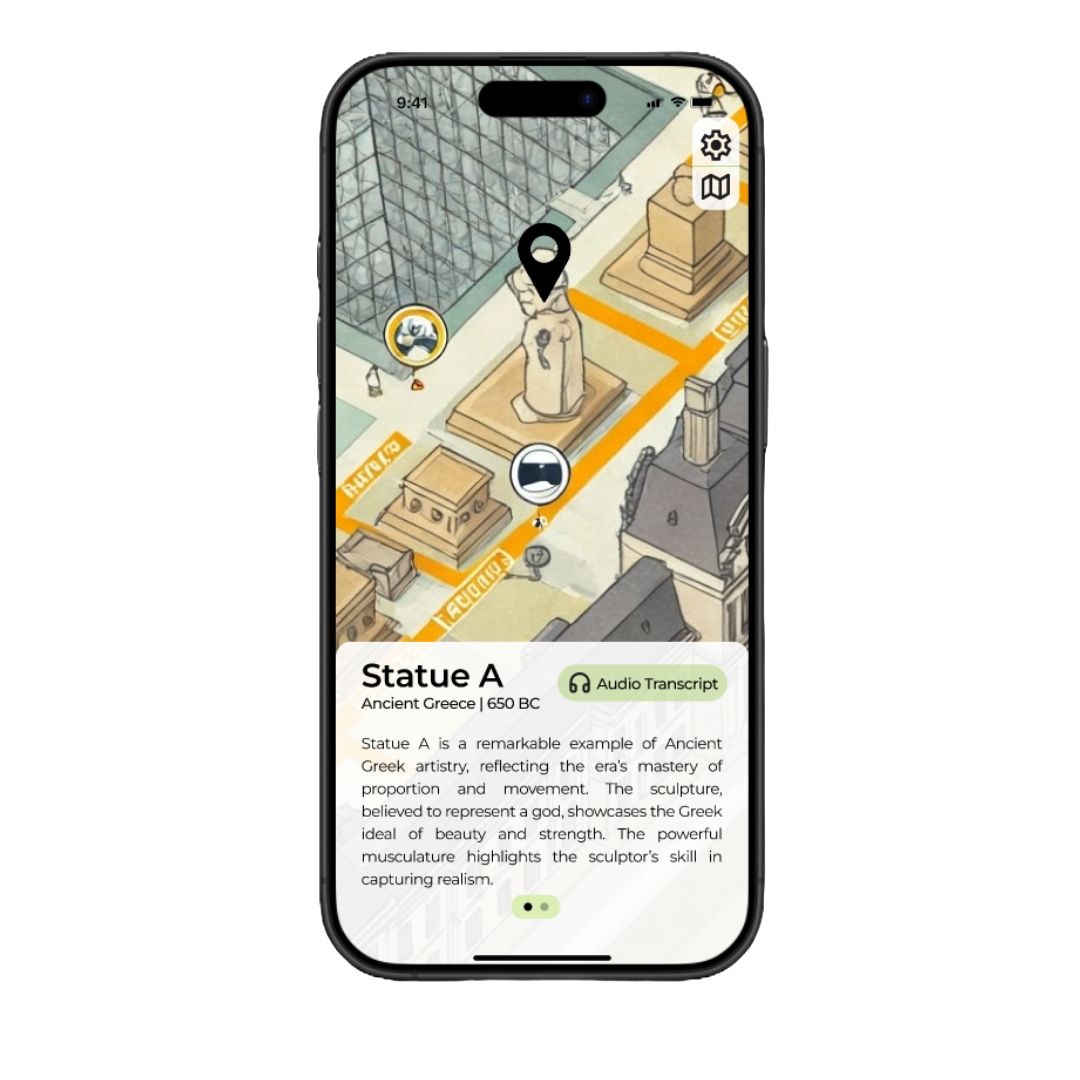 9:41
Statue A
Audio Transcript
Ancient Greece | 650 BC
Statue A is a remarkable example of Ancient
Greek artistry, reflecting the era's mastery of
proportion and movement. The sculpture,
believed to represent a god, showcases the Greek
ideal of beauty and strength. The powerful
musculature highlights the sculptor's skill in
capturing realism.